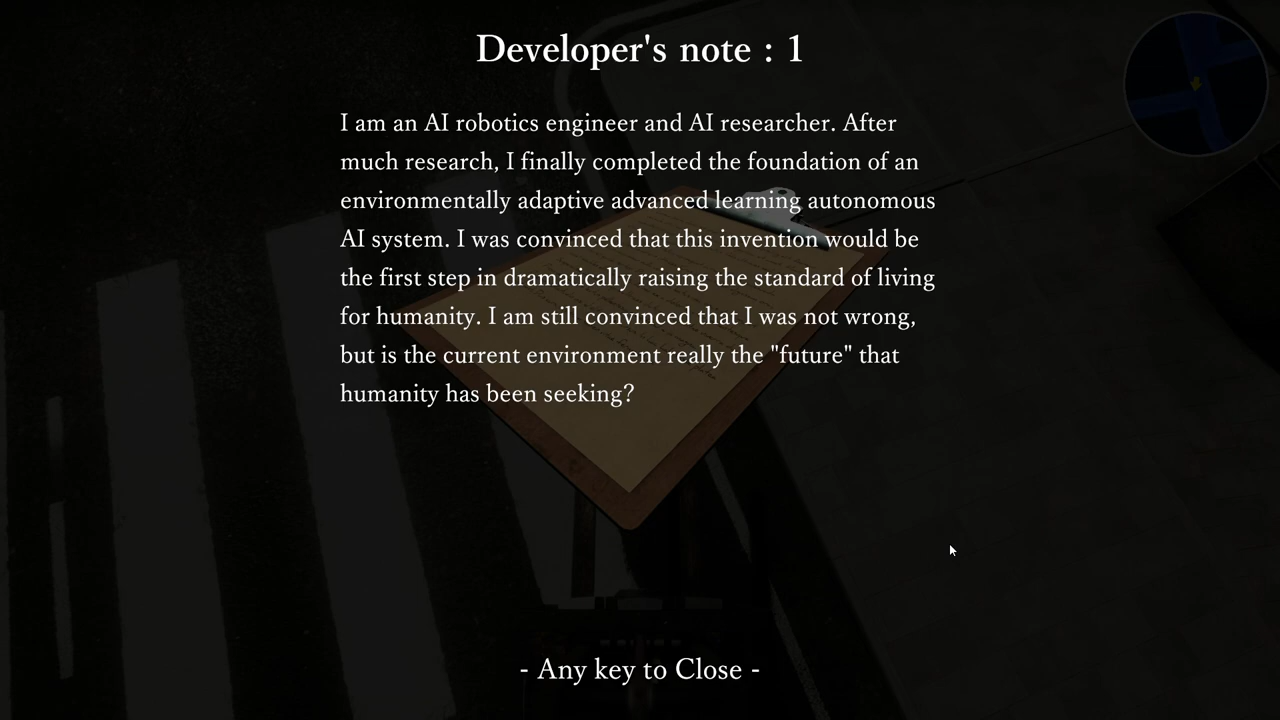 Developer's note : 1
I am an AI robotics engineer and AI researcher. After
much research, I finally completed the foundation of an
environmentally adaptive advanced learning autonomous
AI system. I was convinced that this invention would be
the first step in dramatically raising the standard of living
for humanity. I am still convinced that I was not wrong,
but is the current environment really the "future" that
humanity has been seeking?
- Any key to Close -